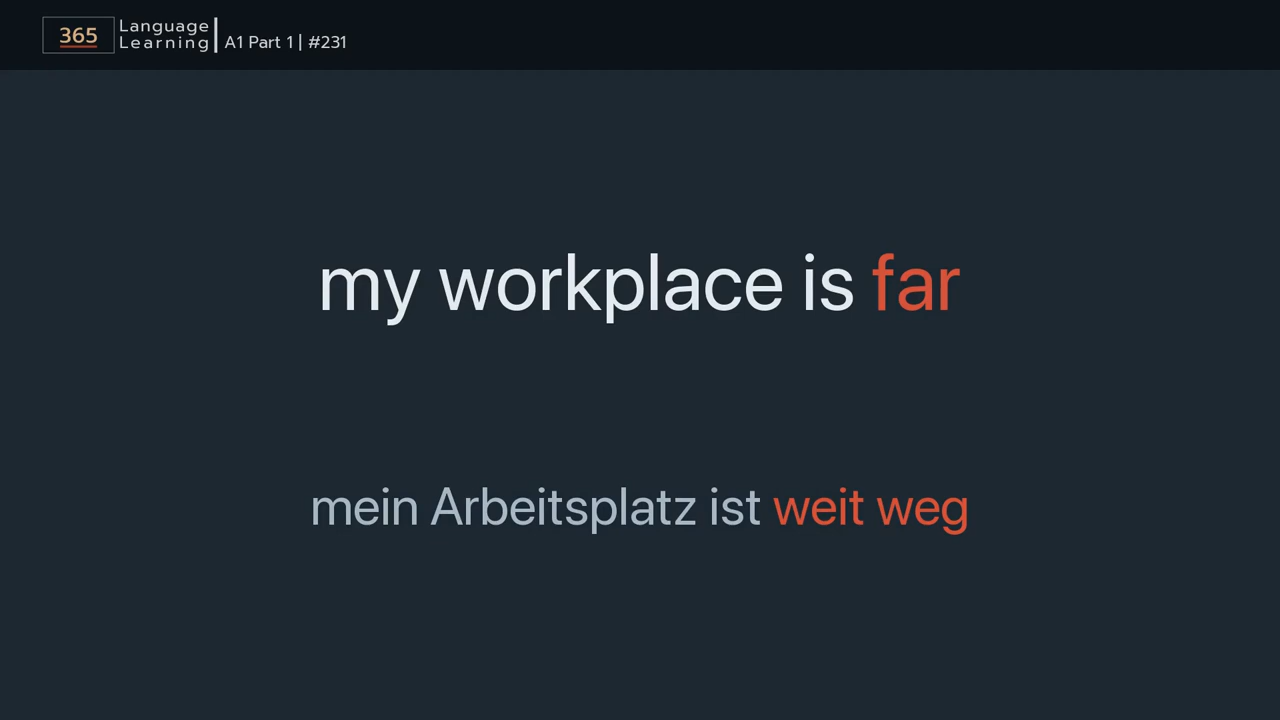 365 Language Learning | A1 Part 1 | #231
my workplace is far
mein Arbeitsplatz ist weit weg